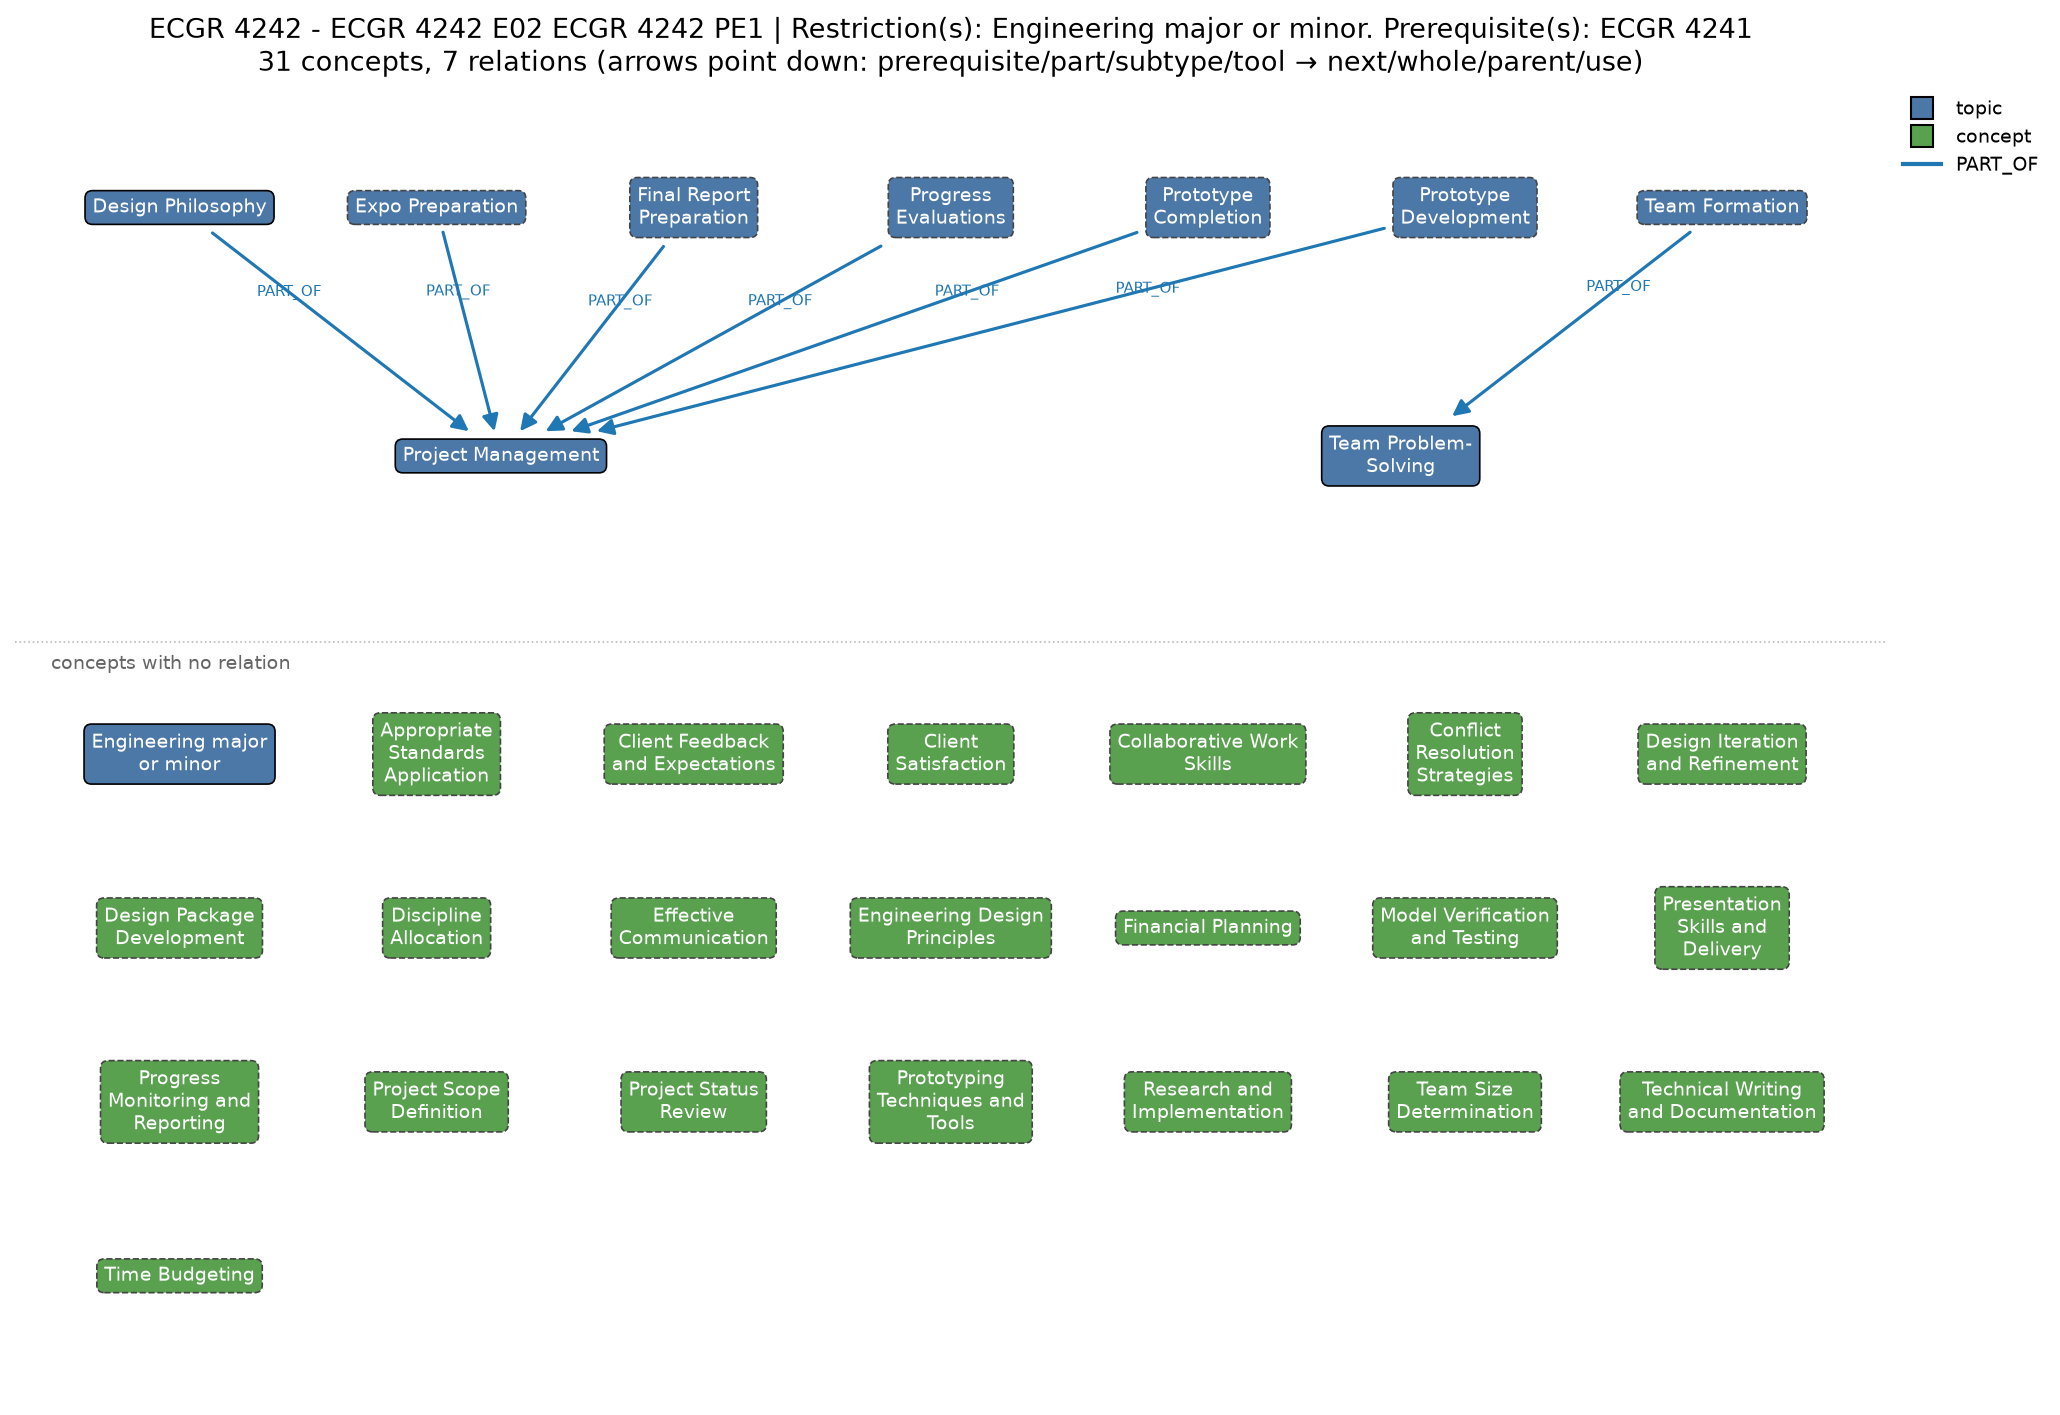 ECGR 4242 - ECGR 4242 E02 ECGR 4242 PE1 | Restriction(s): Engineering major or minor. Prerequisite(s): ECGR 4241
31 concepts, 7 relations (arrows point down: prerequisite/part/subtype/tool → next/whole/parent/use)
topic
concept
PART_OF
Design Philosophy
Expo Preparation
Final Report
Preparation
Progress
Evaluations
Prototype
Completion
Prototype
Development
Team Formation
PART_OF
PART_OF
PART_OF
PART_OF
PART_OF
PART_OF
PART_OF
Project Management
Team Problem-
Solving
concepts with no relation
Engineering major
or minor
Appropriate
Standards
Application
Client Feedback
and Expectations
Client
Satisfaction
Collaborative Work
Skills
Conflict
Resolution
Strategies
Design Iteration
and Refinement
Design Package
Development
Discipline
Allocation
Effective
Communication
Engineering Design
Principles
Financial Planning
Model Verification
and Testing
Presentation
Skills and
Delivery
Progress
Monitoring and
Reporting
Project Scope
Definition
Project Status
Review
Prototyping
Techniques and
Tools
Research and
Implementation
Team Size
Determination
Technical Writing
and Documentation
Time Budgeting